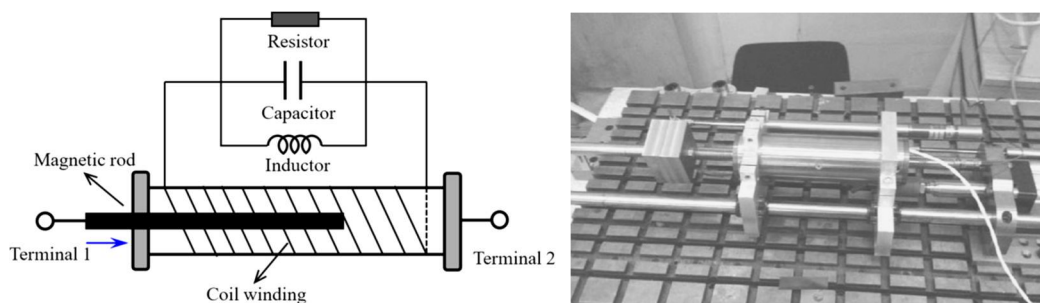 Resistor
Capacitor
Inductor
Magnetic rod
Terminal 1
Terminal 2
Coil winding